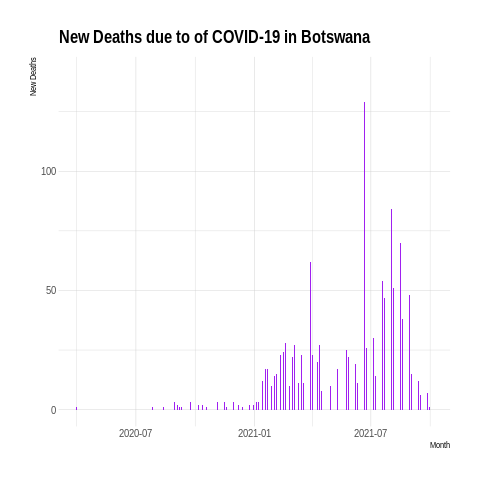 New Deaths due to of COVID-19 in Botswana
New Deaths
100
50
0
2020-07 2021-01 2021-07
Month